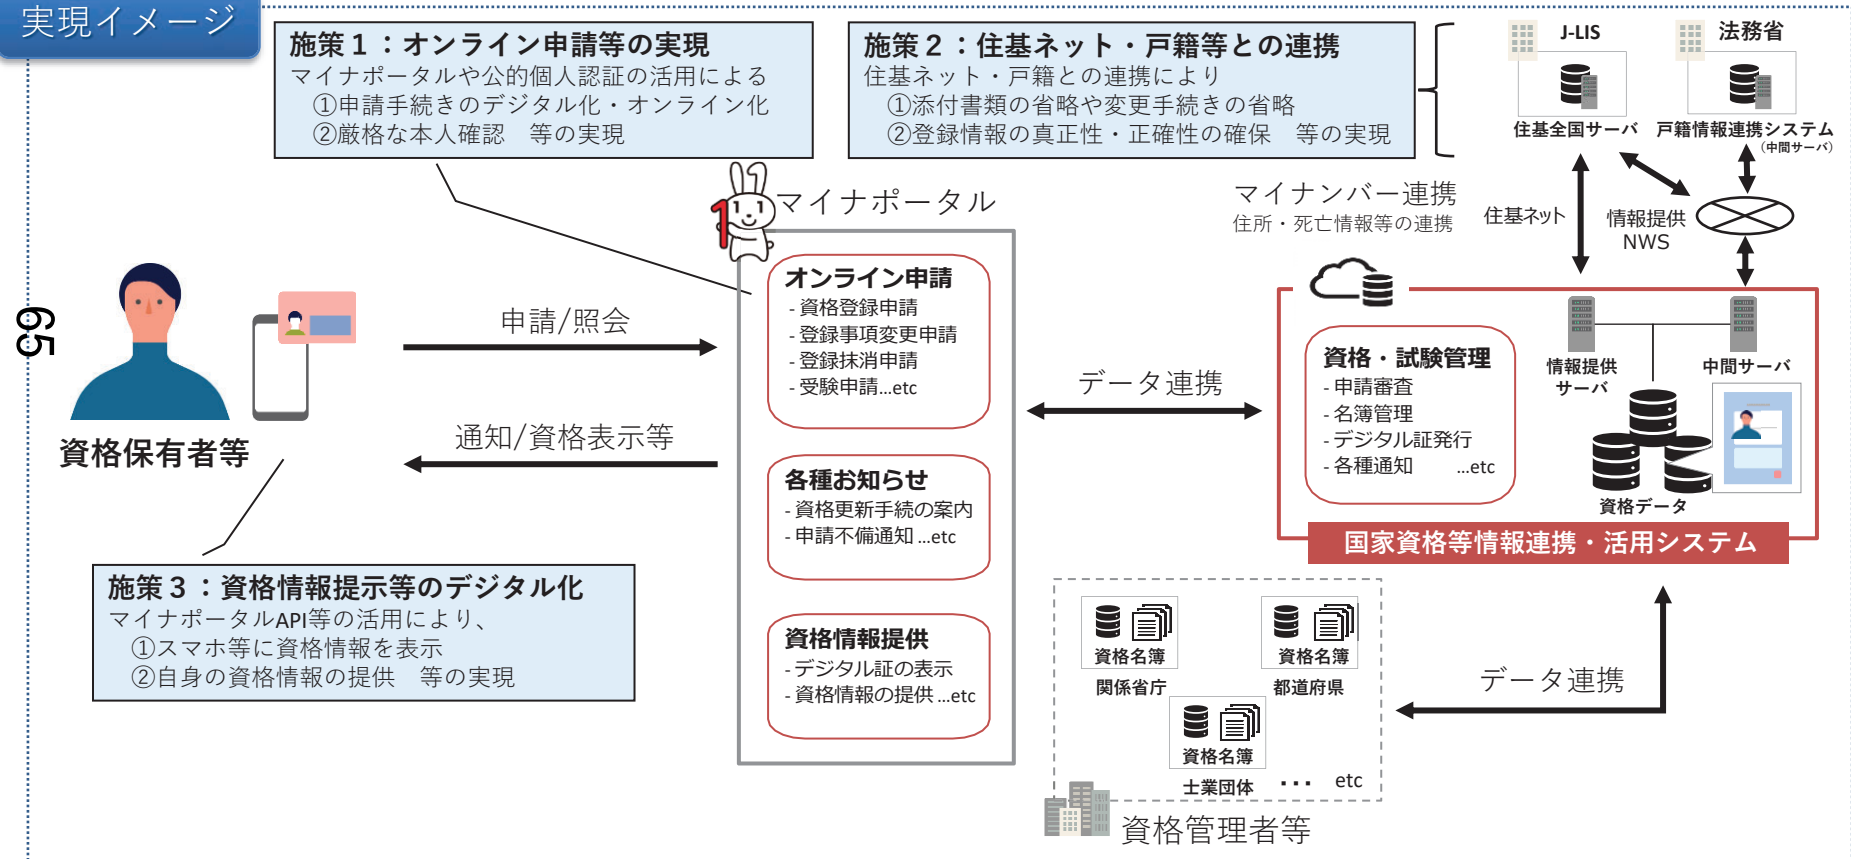 実現イメージ
施策１：オンライン申請等の実現
マイナポータルや公的個人認証の活用による
①申請手続きのデジタル化・オンライン化
②厳格な本人確認　等の実現
施策２：住基ネット・戸籍等との連携
住基ネット・戸籍との連携により
①添付書類の省略や変更手続きの省略
②登録情報の真正性・正確性の確保　等の実現
J-LIS
法務省
住基全国サーバ
戸籍情報連携システム
（中間サーバ）
マイナンバー連携
住所・死亡情報等の連携
住基ネット
情報提供
NWS
1
マイナポータル
オンライン申請
- 資格登録申請
- 登録事項変更申請
- 登録抹消申請
- 受験申請...etc
各種お知らせ
- 資格更新手続の案内
- 申請不備通知 ...etc
資格情報提供
- デジタル証の表示
- 資格情報の提供 ...etc
申請/照会
通知/資格表示等
資格保有者等
65
施策３：資格情報提示等のデジタル化
マイナポータルAPI等の活用により、
①スマホ等に資格情報を表示
②自身の資格情報の提供　等の実現
データ連携
資格・試験管理
- 申請審査
- 名簿管理
- デジタル証発行
- 各種通知　...etc
情報提供
サーバ
中間サーバ
資格データ
国家資格等情報連携・活用システム
資格名簿
関係省庁
資格名簿
都道府県
資格名簿
士業団体
･･･ etc
資格管理者等
データ連携